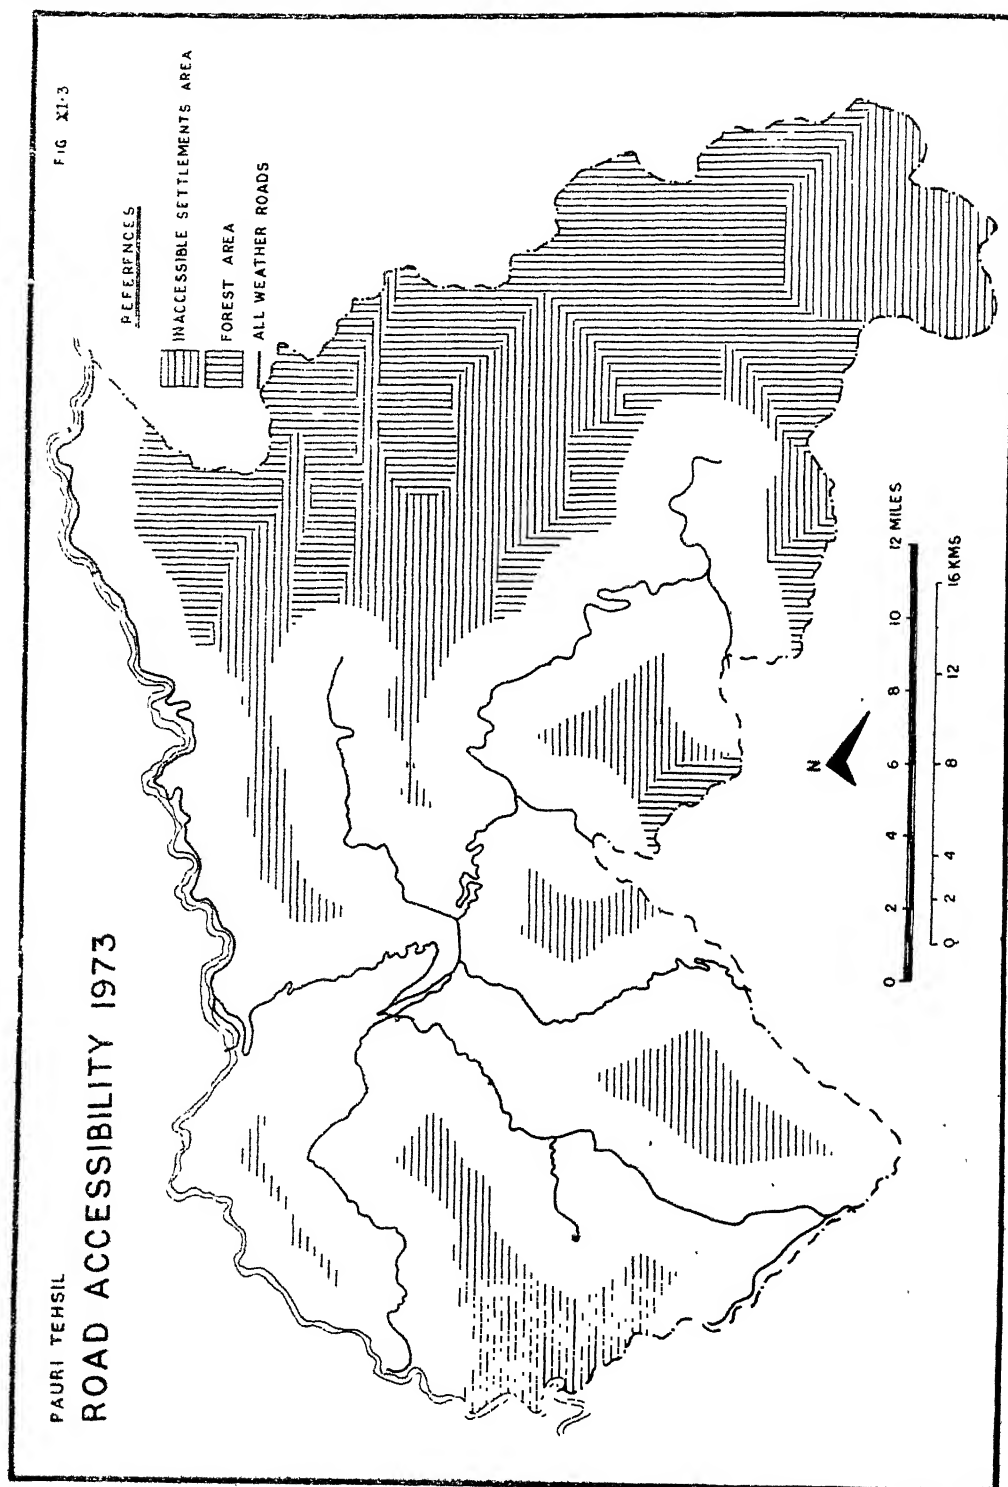 PAURI TEHSIL
ROAD ACCESSIBILITY 1973
FIG XI·3
REFERNCES
INACCESSIBLE SETTLEMENTS AREA
FOREST AREA
ALL WEATHER ROADS
N
0 2 4 6 8 10 12 MILES
0 2 4 8 12 16 KMS